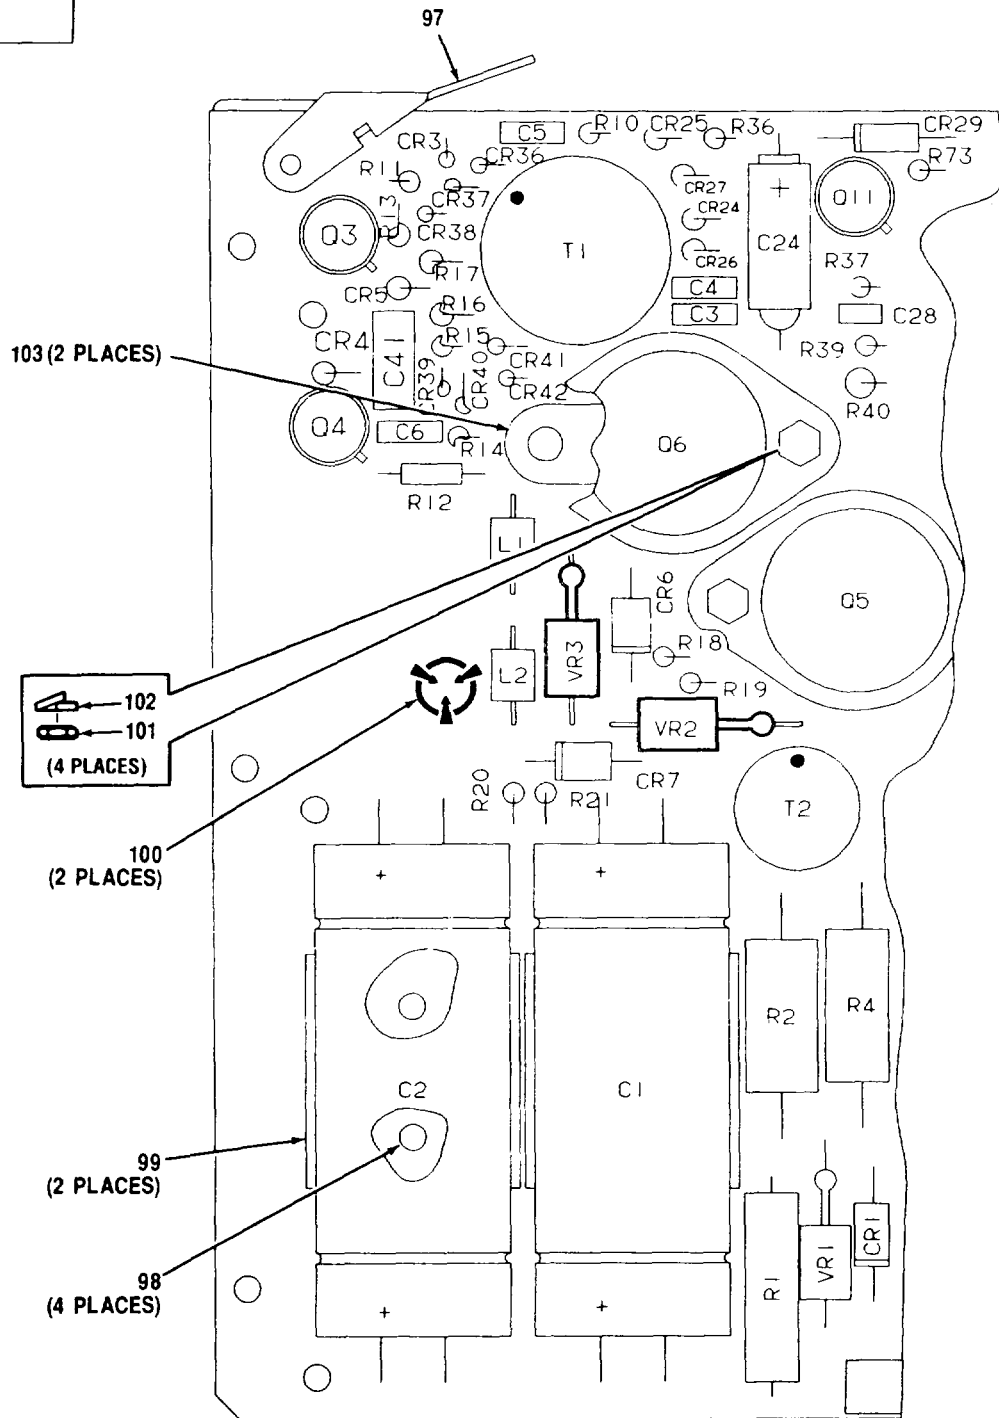 97
C5
R10
CR25
R36
CR29
CR3
CR36
R73
R11
CR37
CR27
Q11
R13
CR24
Q3
CR38
T1
C24
CR26
R17
R37
CR5
C4
R16
C3
C28
103 (2 PLACES)
CR4
C41
R15
CR39
CR40
CR41
CR42
R39
R40
Q4
C6
R14
Q6
R12
L1
CR6
Q5
VR3
L2
R18
R19
102
101
(4 PLACES)
VR2
R20
R21
CR7
T2
100
(2 PLACES)
+
+
+
R2
R4
C2
C1
99
(2 PLACES)
98
(4 PLACES)
R1
VR1
CR1
+
+